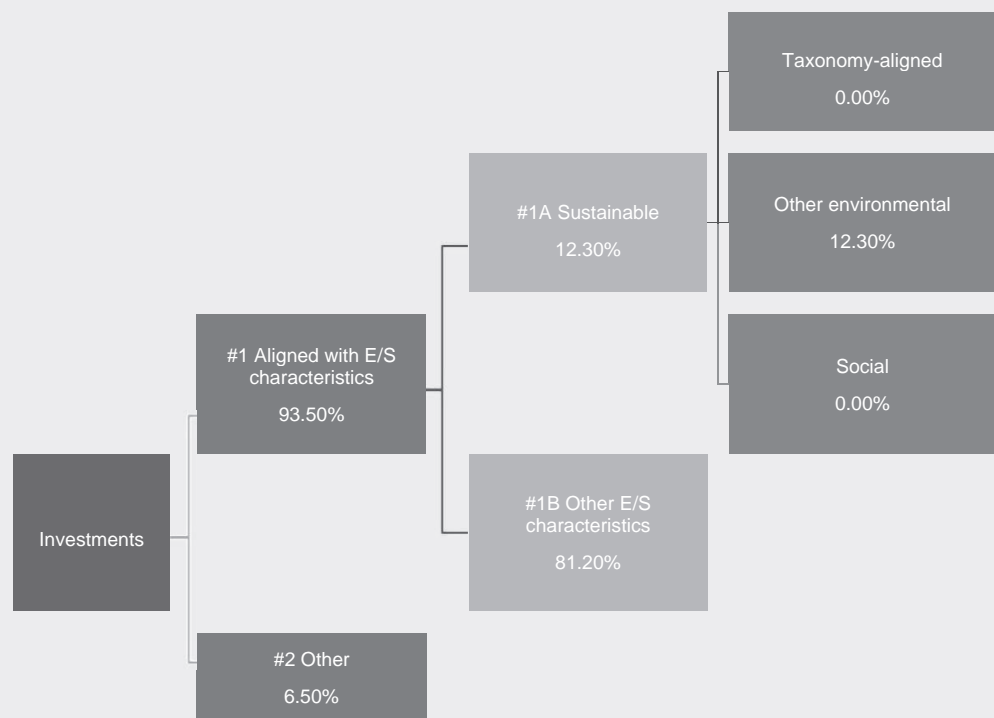 Taxonomy-aligned
0.00%
#1A Sustainable
12.30%
Other environmental
12.30%
#1 Aligned with E/S
characteristics
93.50%
Social
0.00%
Investments
#1B Other E/S
characteristics
81.20%
#2 Other
6.50%